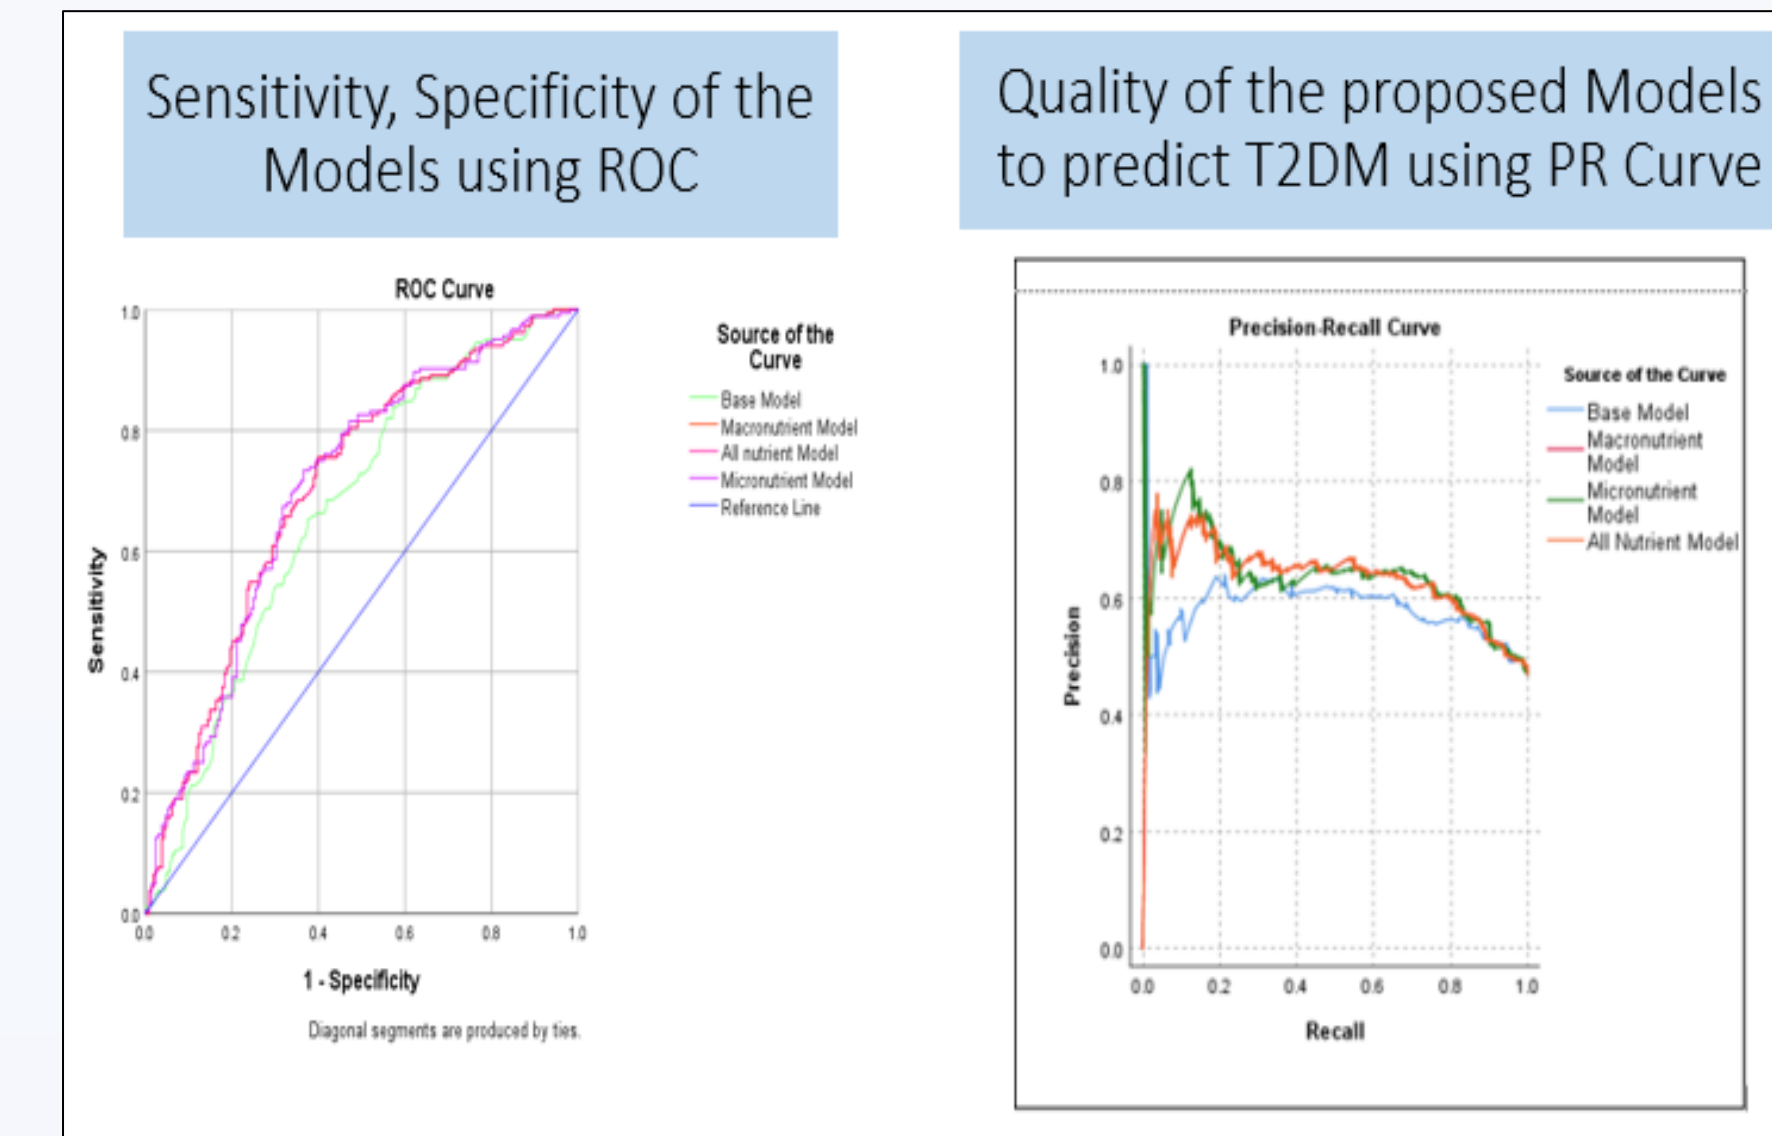 Sensitivity, Specificity of the
Models using ROC
ROC Curve
1.0
0.8
0.6
0.4
0.2
0.0
0.0 0.2 0.4 0.6 0.8 1.0
Sensitivity
1 - Specificity
Source of the
Curve
Base Model
Macronutrient Model
All nutrient Model
Micronutrient Model
Reference Line
Diagonal segments are produced by ties.
Quality of the proposed Models
to predict T2DM using PR Curve
Precision-Recall Curve
1.0
0.8
0.6
0.4
0.2
0.0
0.0 0.2 0.4 0.6 0.8 1.0
Precision
Recall
Source of the Curve
Base Model
Macronutrient
Model
Micronutrient
Model
All Nutrient Model